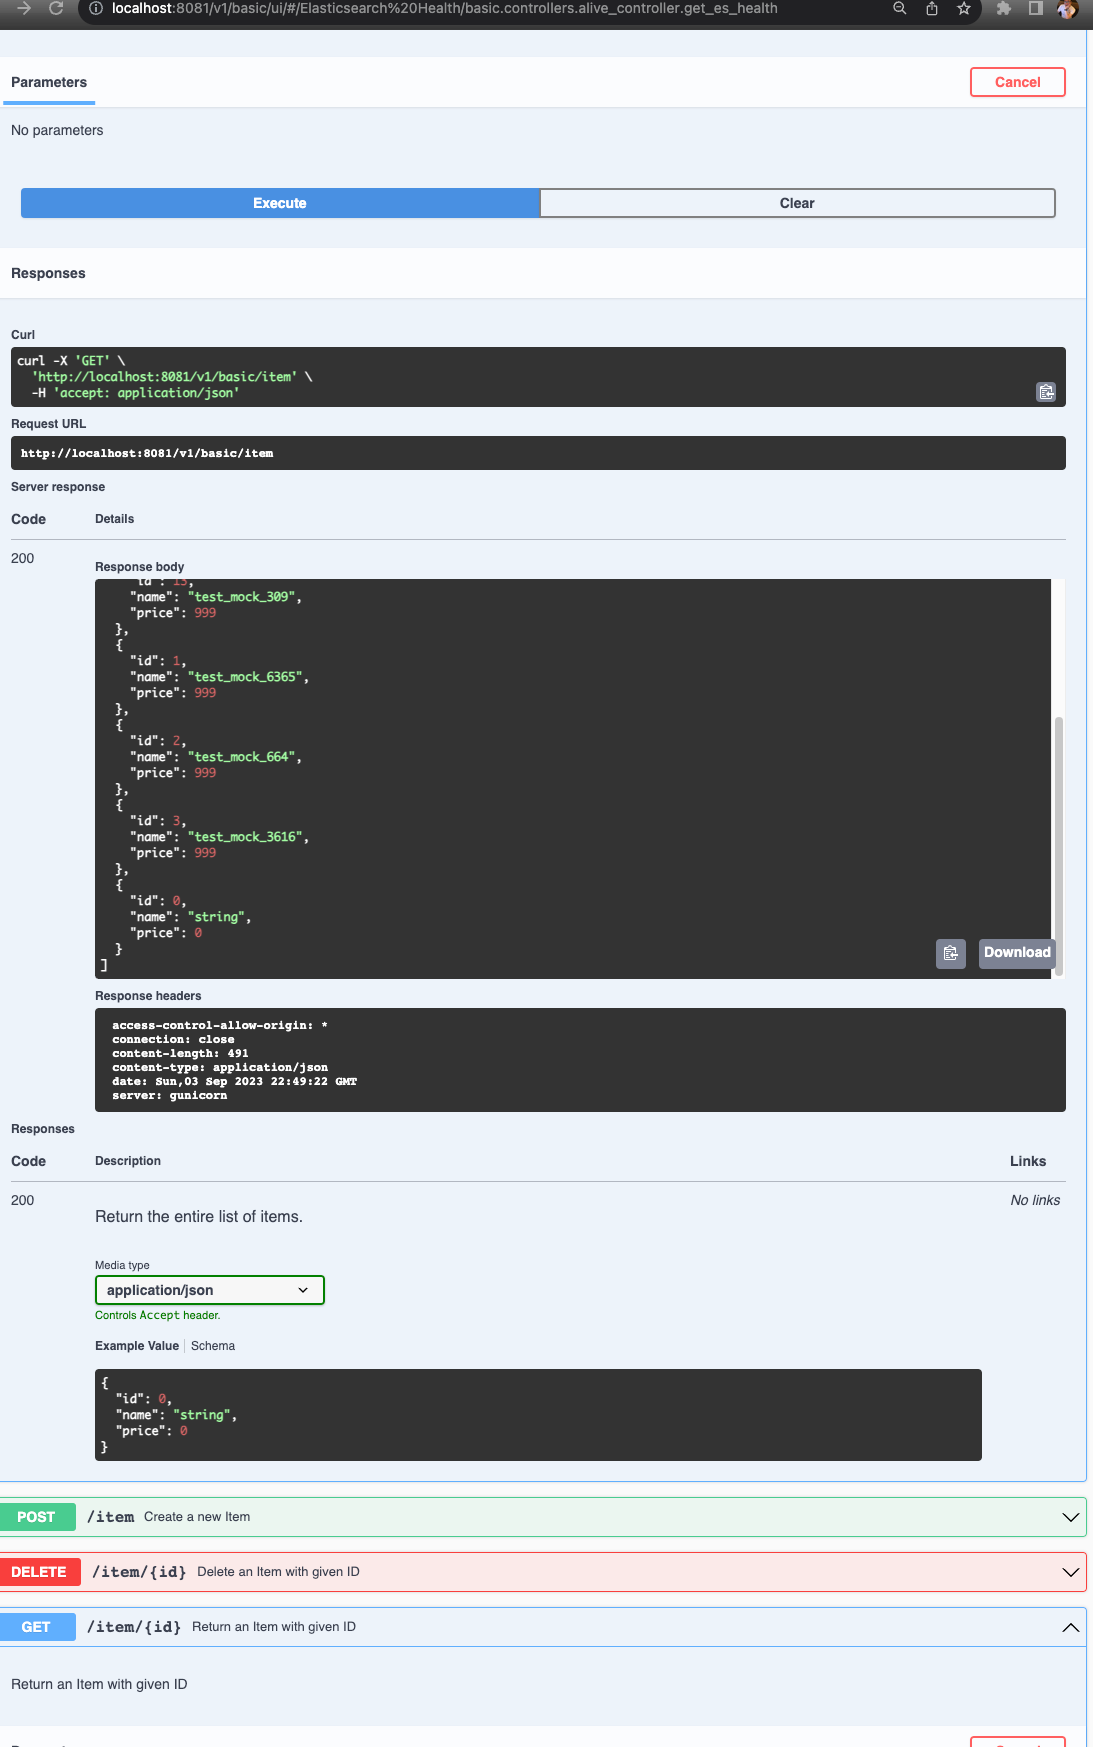 localhost:8081/v1/basic/ui/#/Elasticsearch%20Health/basic.controllers.alive_controller.get_es_health
Parameters
Cancel
No parameters
Execute
Clear
Responses
Curl
curl -X 'GET' \
'http://localhost:8081/v1/basic/item' \
-H 'accept: application/json'
Request URL
http://localhost:8081/v1/basic/item
Server response
Code Details
200
Response body
"id": 13,
"name": "test_mock_309",
"price": 999
},
{
"id": 1,
"name": "test_mock_6365",
"price": 999
},
{
"id": 2,
"name": "test_mock_664",
"price": 999
},
{
"id": 3,
"name": "test_mock_3616",
"price": 999
},
{
"id": 0,
"name": "string",
"price": 0
}
]
Download
Response headers
access-control-allow-origin: *
connection: close
content-length: 491
content-type: application/json
date: Sun,03 Sep 2023 22:49:22 GMT
server: gunicorn
Responses
Code Description Links
200
No links
Return the entire list of items.
Media type
application/json
Controls Accept header.
Example Value Schema
{
"id": 0,
"name": "string",
"price": 0
}
POST /item Create a new Item
DELETE /item/{id} Delete an Item with given ID
GET /item/{id} Return an Item with given ID
Return an Item with given ID